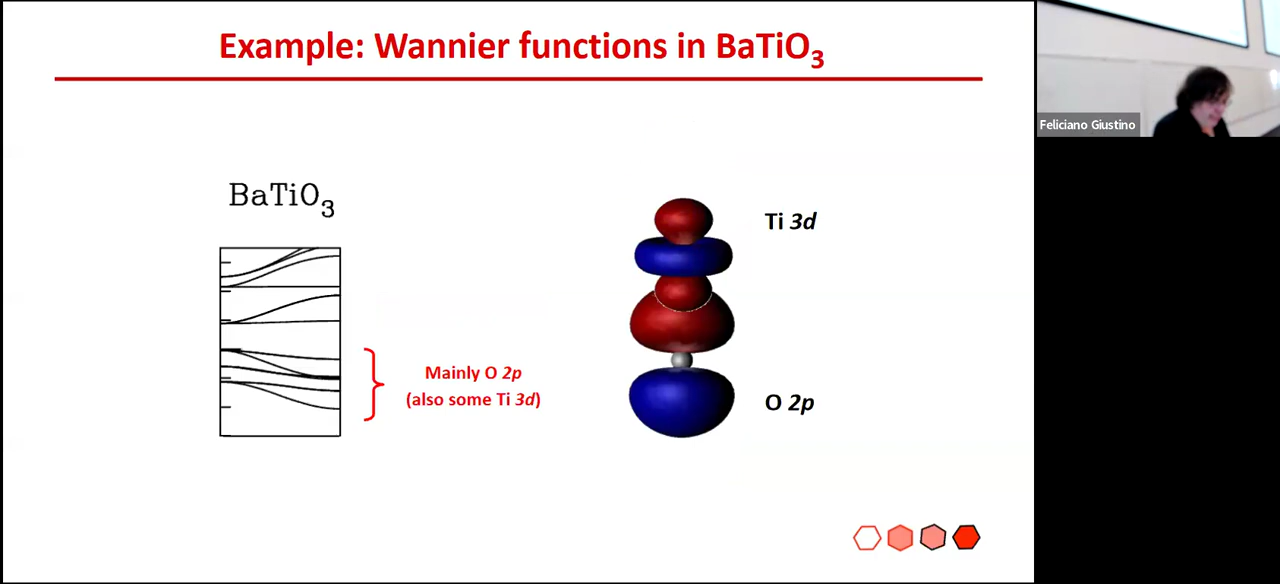 Example: Wannier functions in BaTiO₃
Feliciano Giustino
BaTiO₃
Ti 3d
Mainly O 2p
(also some Ti 3d)
O 2p